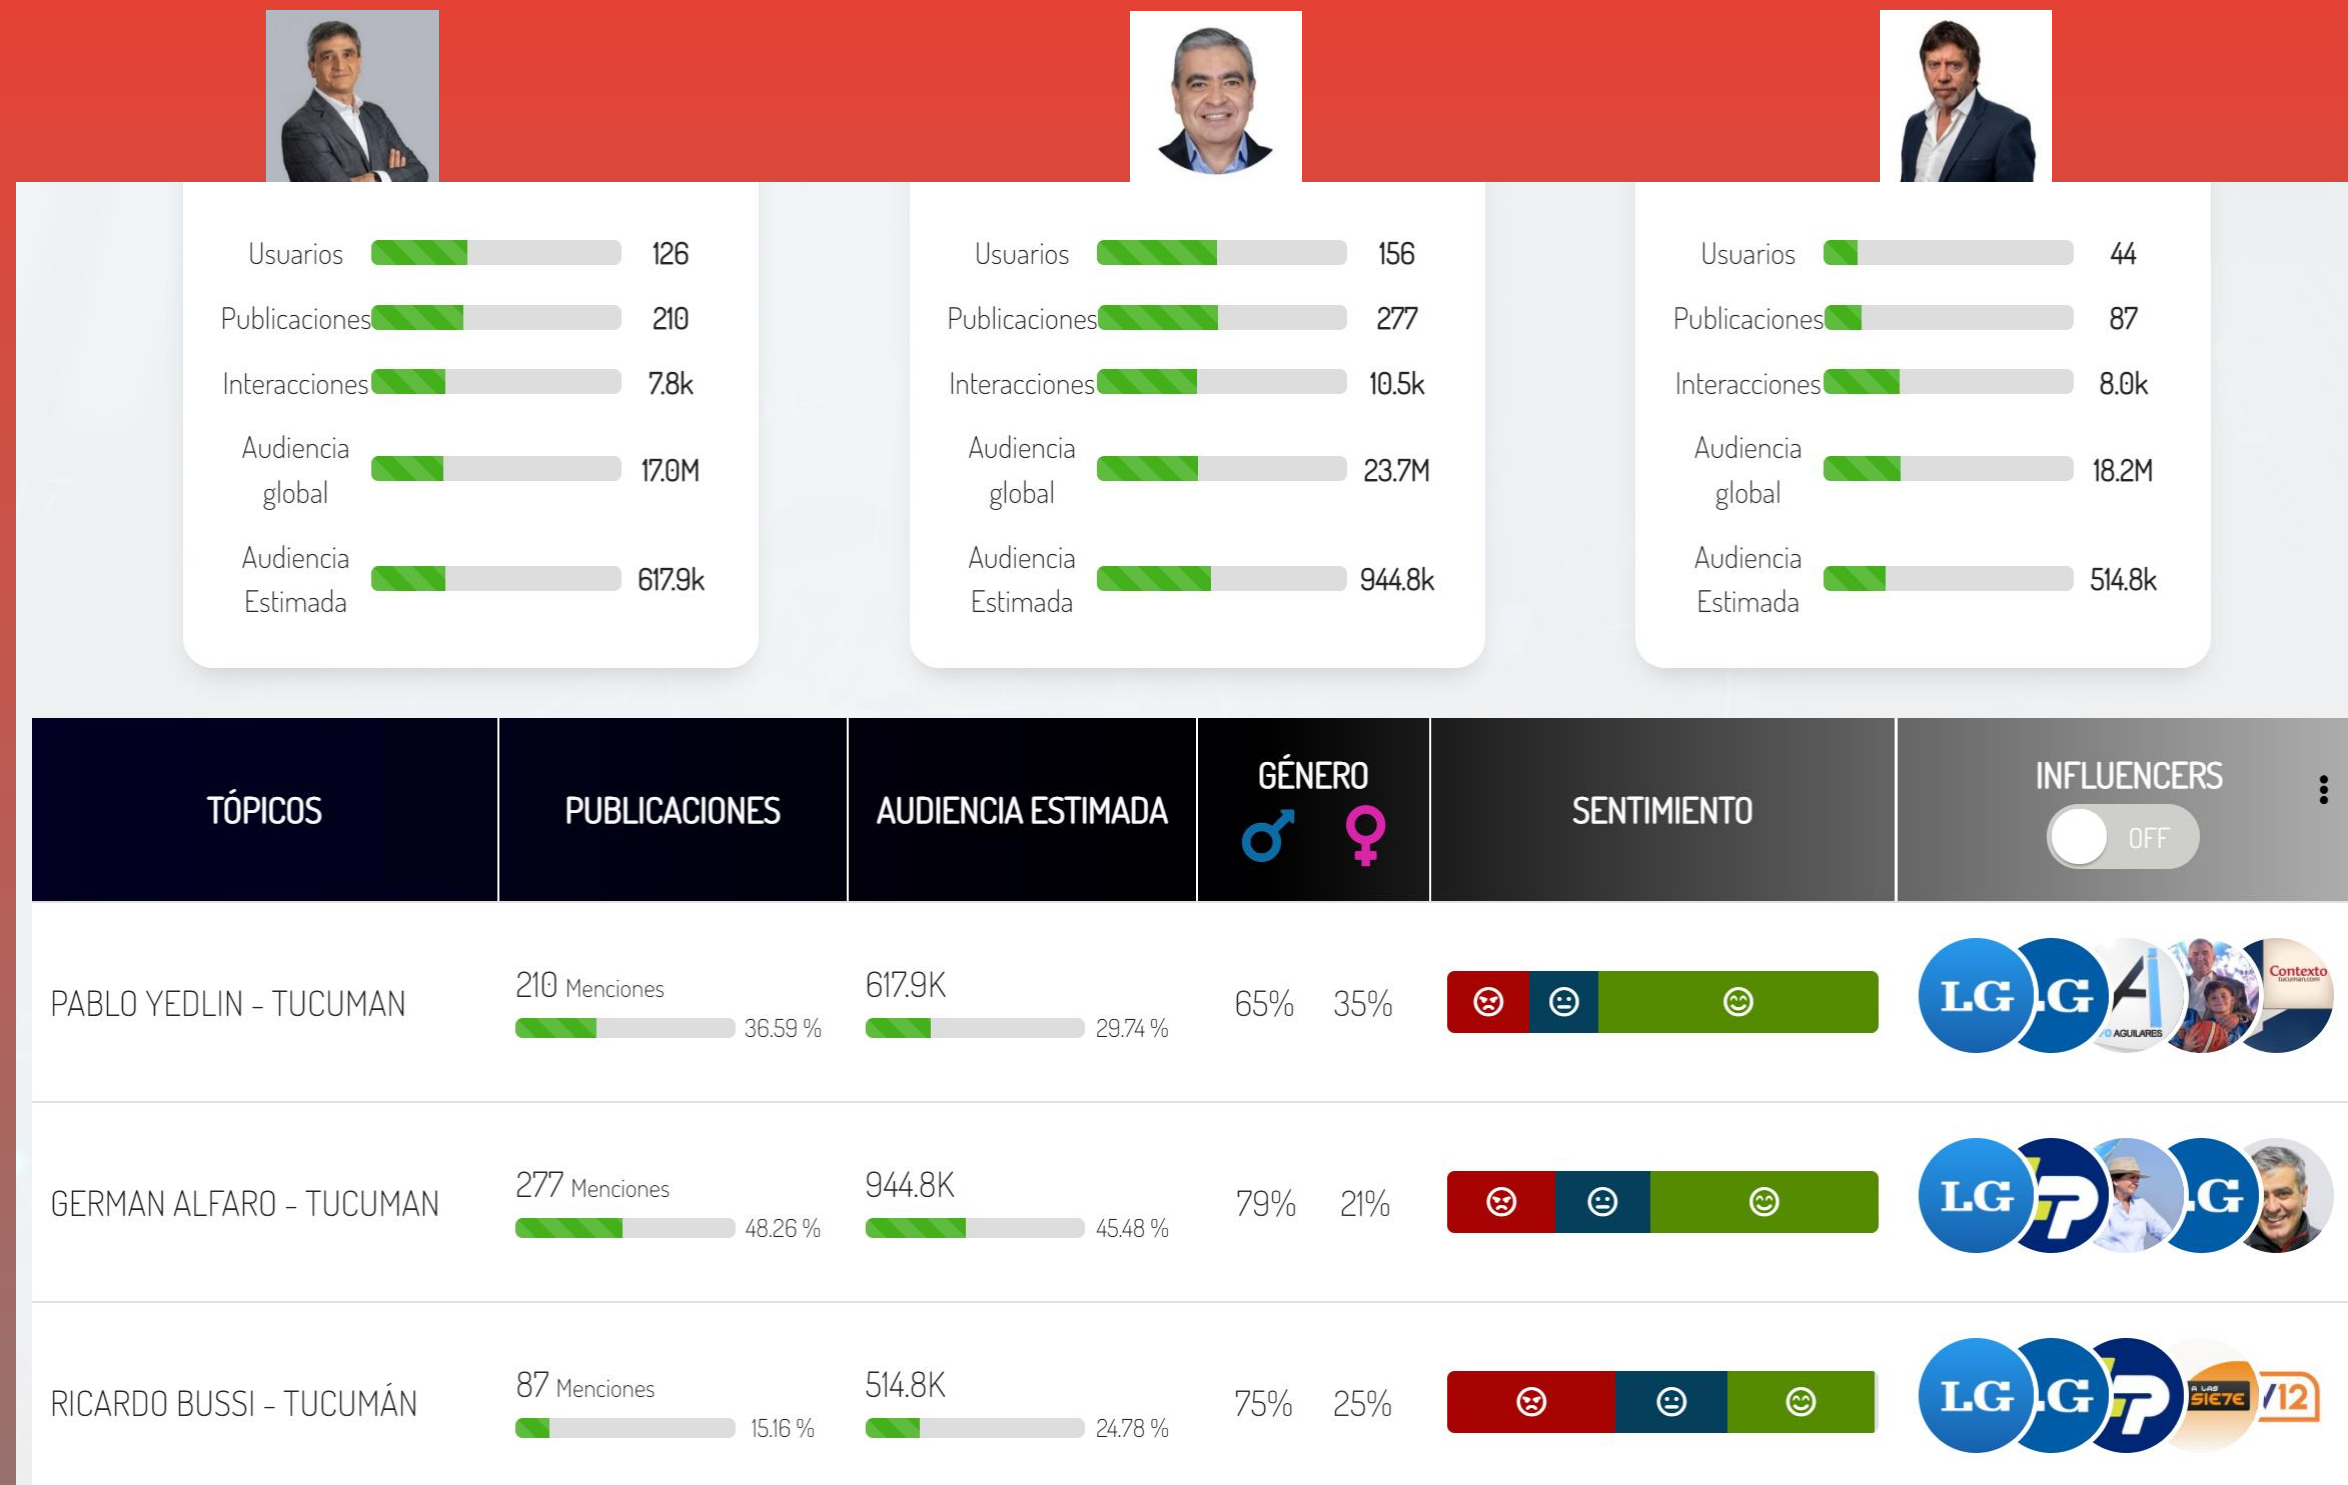 Usuarios 126
Publicaciones 210
Interacciones 7.8k
Audiencia
global 17.0M
Audiencia
Estimada 617.9k
Usuarios 156
Publicaciones 277
Interacciones 10.5k
Audiencia
global 23.7M
Audiencia
Estimada 944.8k
Usuarios 44
Publicaciones 87
Interacciones 8.0k
Audiencia
global 18.2M
Audiencia
Estimada 514.8k
TÓPICOS PUBLICACIONES AUDIENCIA ESTIMADA GÉNERO SENTIMIENTO INFLUENCERS
OFF
PABLO YEDLIN - TUCUMAN 210 Menciones 36.59 % 617.9K 29.74 % 65% 35%
LG .G AI AGUILARES Contexto
tucuman.com
GERMAN ALFARO - TUCUMAN 277 Menciones 48.26 % 944.8K 45.48 % 79% 21%
LG P .G
RICARDO BUSSI - TUCUMÁN 87 Menciones 15.16 % 514.8K 24.78 % 75% 25%
LG .G P A LAS
SIE7E /12